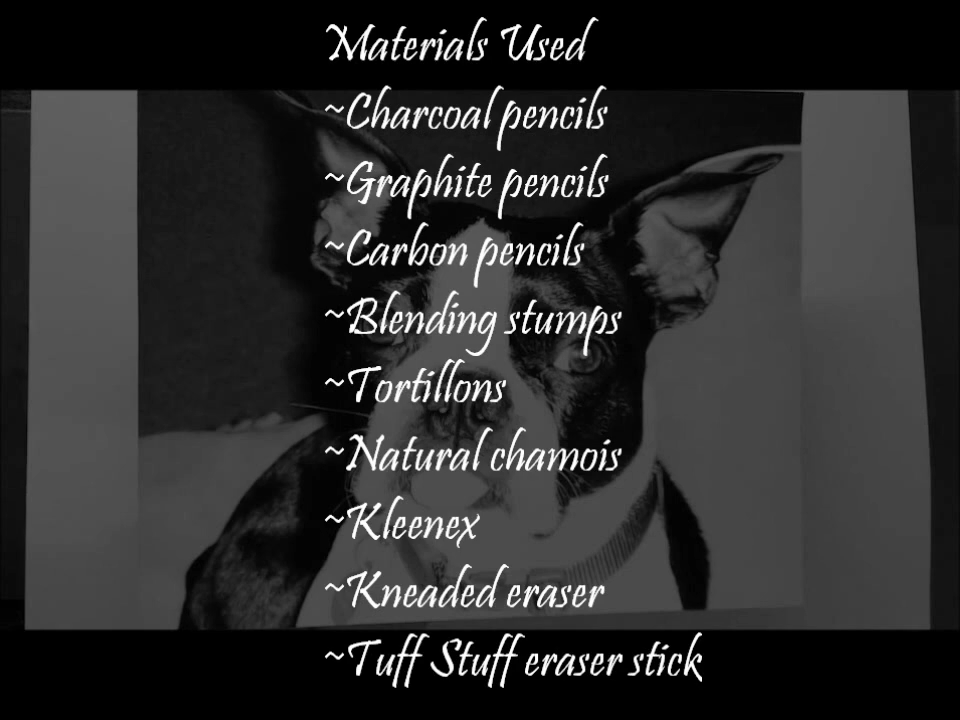 Materials Used
~Charcoal pencils
~Graphite pencils
~Carbon pencils
~Blending stumps
~Tortillons
~Natural chamois
~Kleenex
~Kneaded eraser
~Tuff Stuff eraser stick